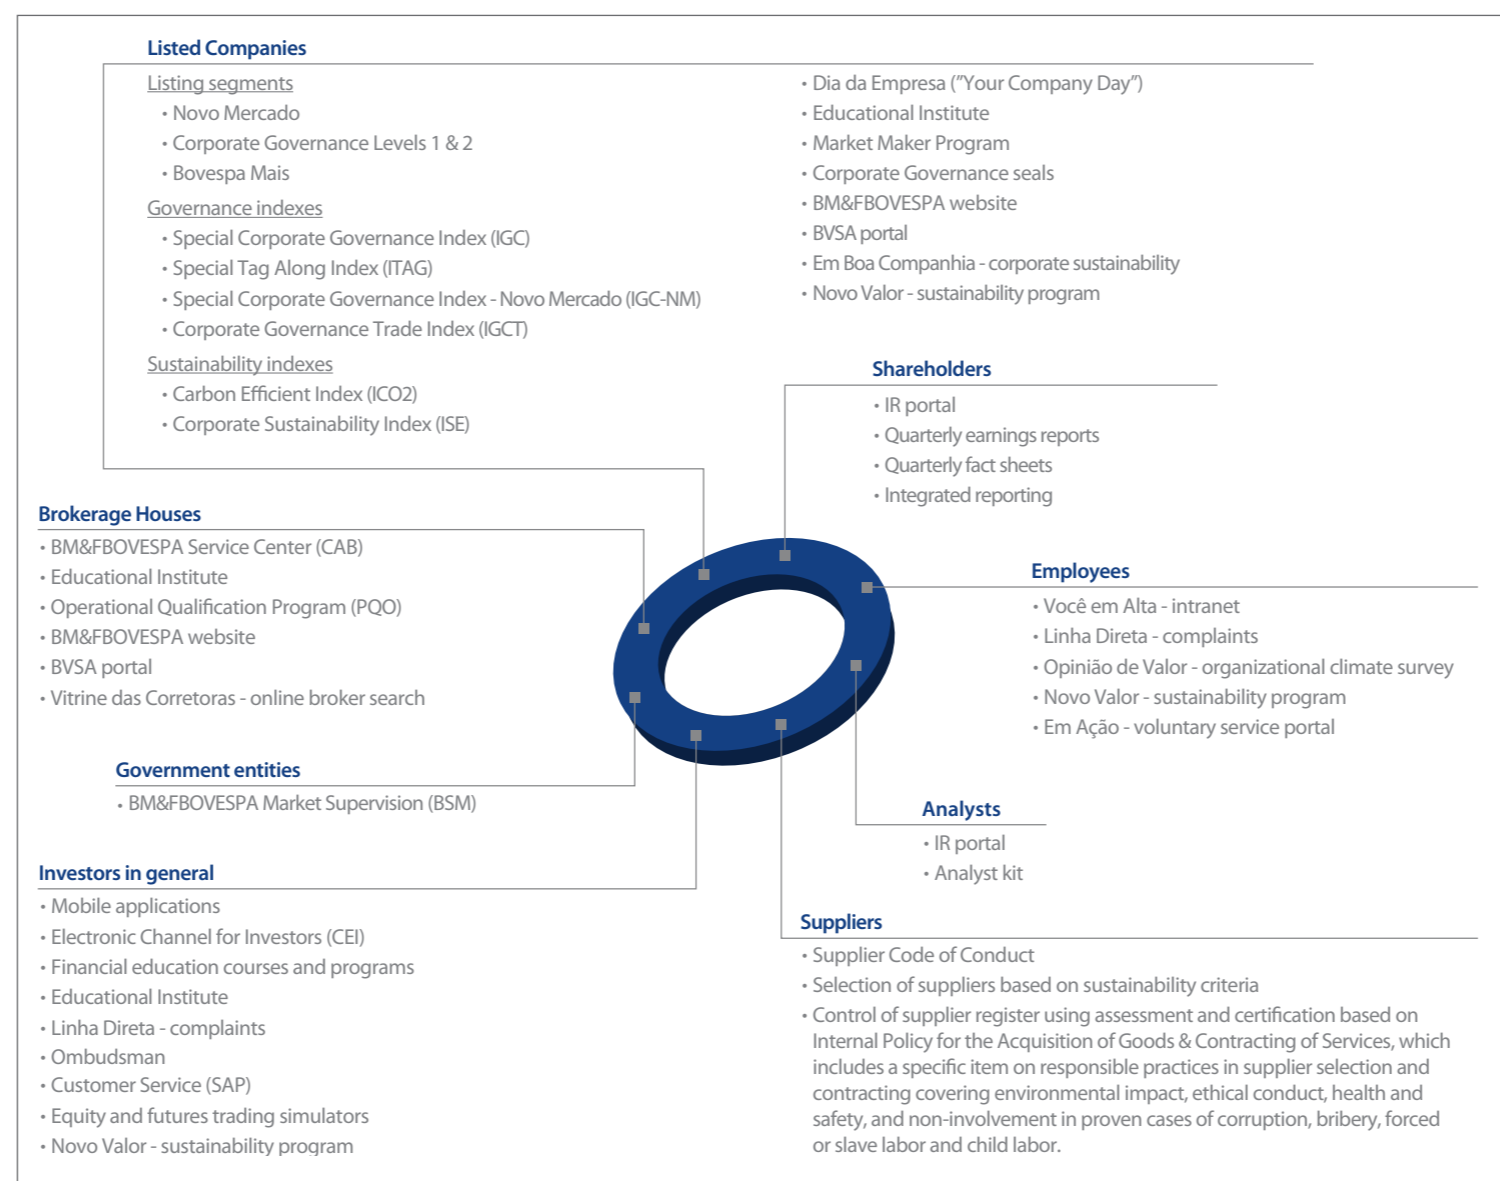 Listed Companies
Listing segments
• Novo Mercado
• Corporate Governance Levels 1 & 2
• Bovespa Mais
Governance indexes
• Special Corporate Governance Index (IGC)
• Special Tag Along Index (ITAG)
• Special Corporate Governance Index - Novo Mercado (IGC-NM)
• Corporate Governance Trade Index (IGCT)
Sustainability indexes
• Carbon Efficient Index (ICO2)
• Corporate Sustainability Index (ISE)
• Dia da Empresa ("Your Company Day")
• Educational Institute
• Market Maker Program
• Corporate Governance seals
• BM&FBOVESPA website
• BVSA portal
• Em Boa Companhia - corporate sustainability
• Novo Valor - sustainability program
Shareholders
• IR portal
• Quarterly earnings reports
• Quarterly fact sheets
• Integrated reporting
Brokerage Houses
• BM&FBOVESPA Service Center (CAB)
• Educational Institute
• Operational Qualification Program (PQO)
• BM&FBOVESPA website
• BVSA portal
• Vitrine das Corretoras - online broker search
Employees
• Você em Alta - intranet
• Linha Direta - complaints
• Opinião de Valor - organizational climate survey
• Novo Valor - sustainability program
• Em Ação - voluntary service portal
Government entities
• BM&FBOVESPA Market Supervision (BSM)
Analysts
• IR portal
• Analyst kit
Investors in general
• Mobile applications
• Electronic Channel for Investors (CEI)
• Financial education courses and programs
• Educational Institute
• Linha Direta - complaints
• Ombudsman
• Customer Service (SAP)
• Equity and futures trading simulators
• Novo Valor - sustainability program
Suppliers
• Supplier Code of Conduct
• Selection of suppliers based on sustainability criteria
• Control of supplier register using assessment and certification based on
Internal Policy for the Acquisition of Goods & Contracting of Services, which
includes a specific item on responsible practices in supplier selection and
contracting covering environmental impact, ethical conduct, health and
safety, and non-involvement in proven cases of corruption, bribery, forced
or slave labor and child labor.